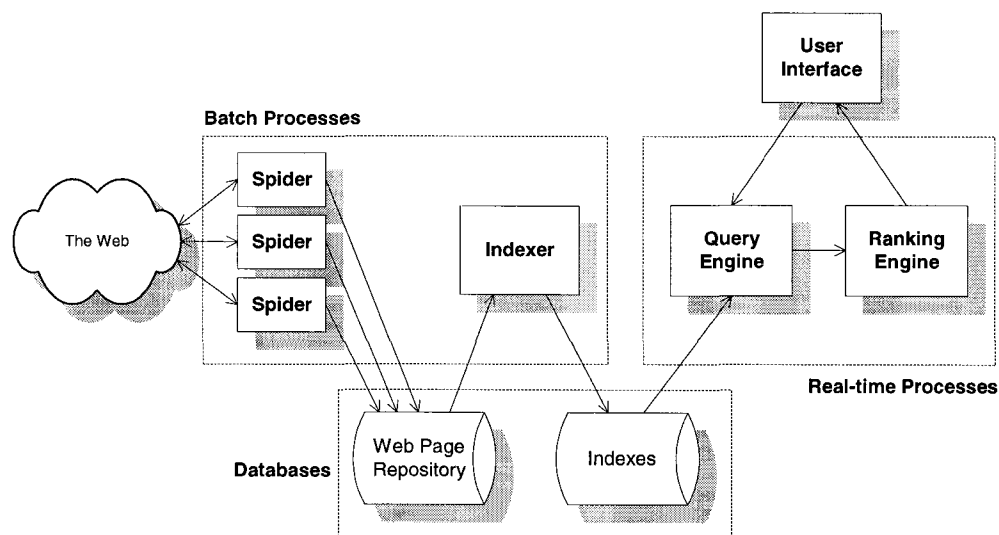 User
Interface
Batch Processes
Spider
The Web
Spider
Spider
Indexer
Query
Engine
Ranking
Engine
Real-time Processes
Databases
Web Page
Repository
Indexes